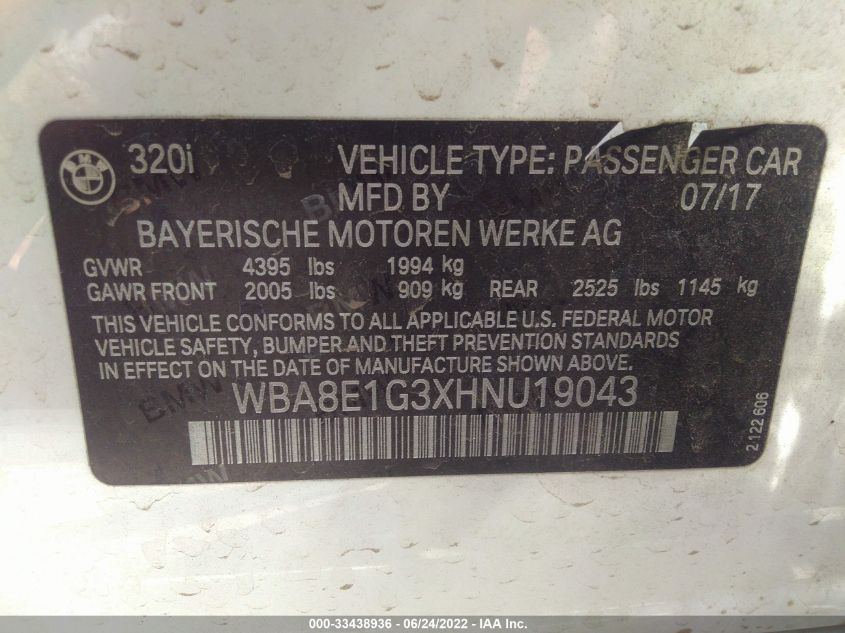 BMW 320i VEHICLE TYPE: PASSENGER CAR
MFD BY 07/17
BAYERISCHE MOTOREN WERKE AG
GVWR 4395 lbs 1994 kg
GAWR FRONT 2005 lbs 909 kg REAR 2525 lbs 1145 kg
THIS VEHICLE CONFORMS TO ALL APPLICABLE U.S. FEDERAL MOTOR
VEHICLE SAFETY, BUMPER AND THEFT PREVENTION STANDARDS
IN EFFECT ON THE DATE OF MANUFACTURE SHOWN ABOVE.
WBA8E1G3XHNU19043
2 122 606
000-33438936 - 06/24/2022 - IAA Inc.